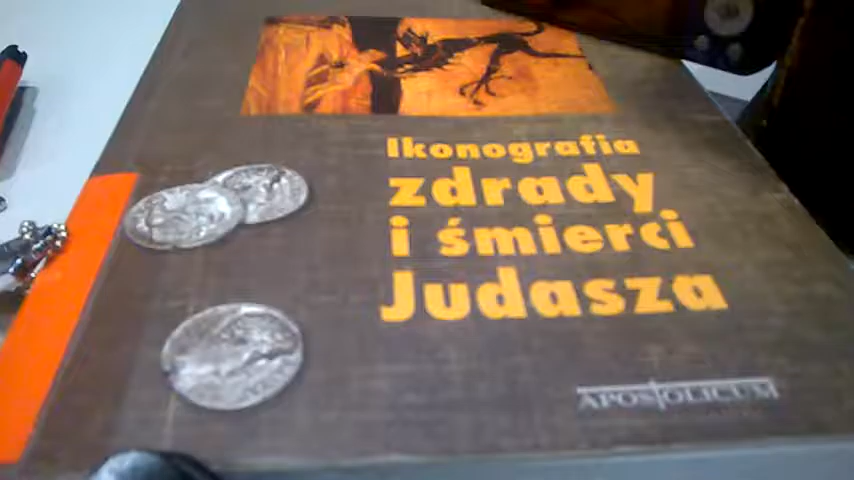 Ikonografia
zdrady
i śmierci
Judasza
APOSTOLICUM